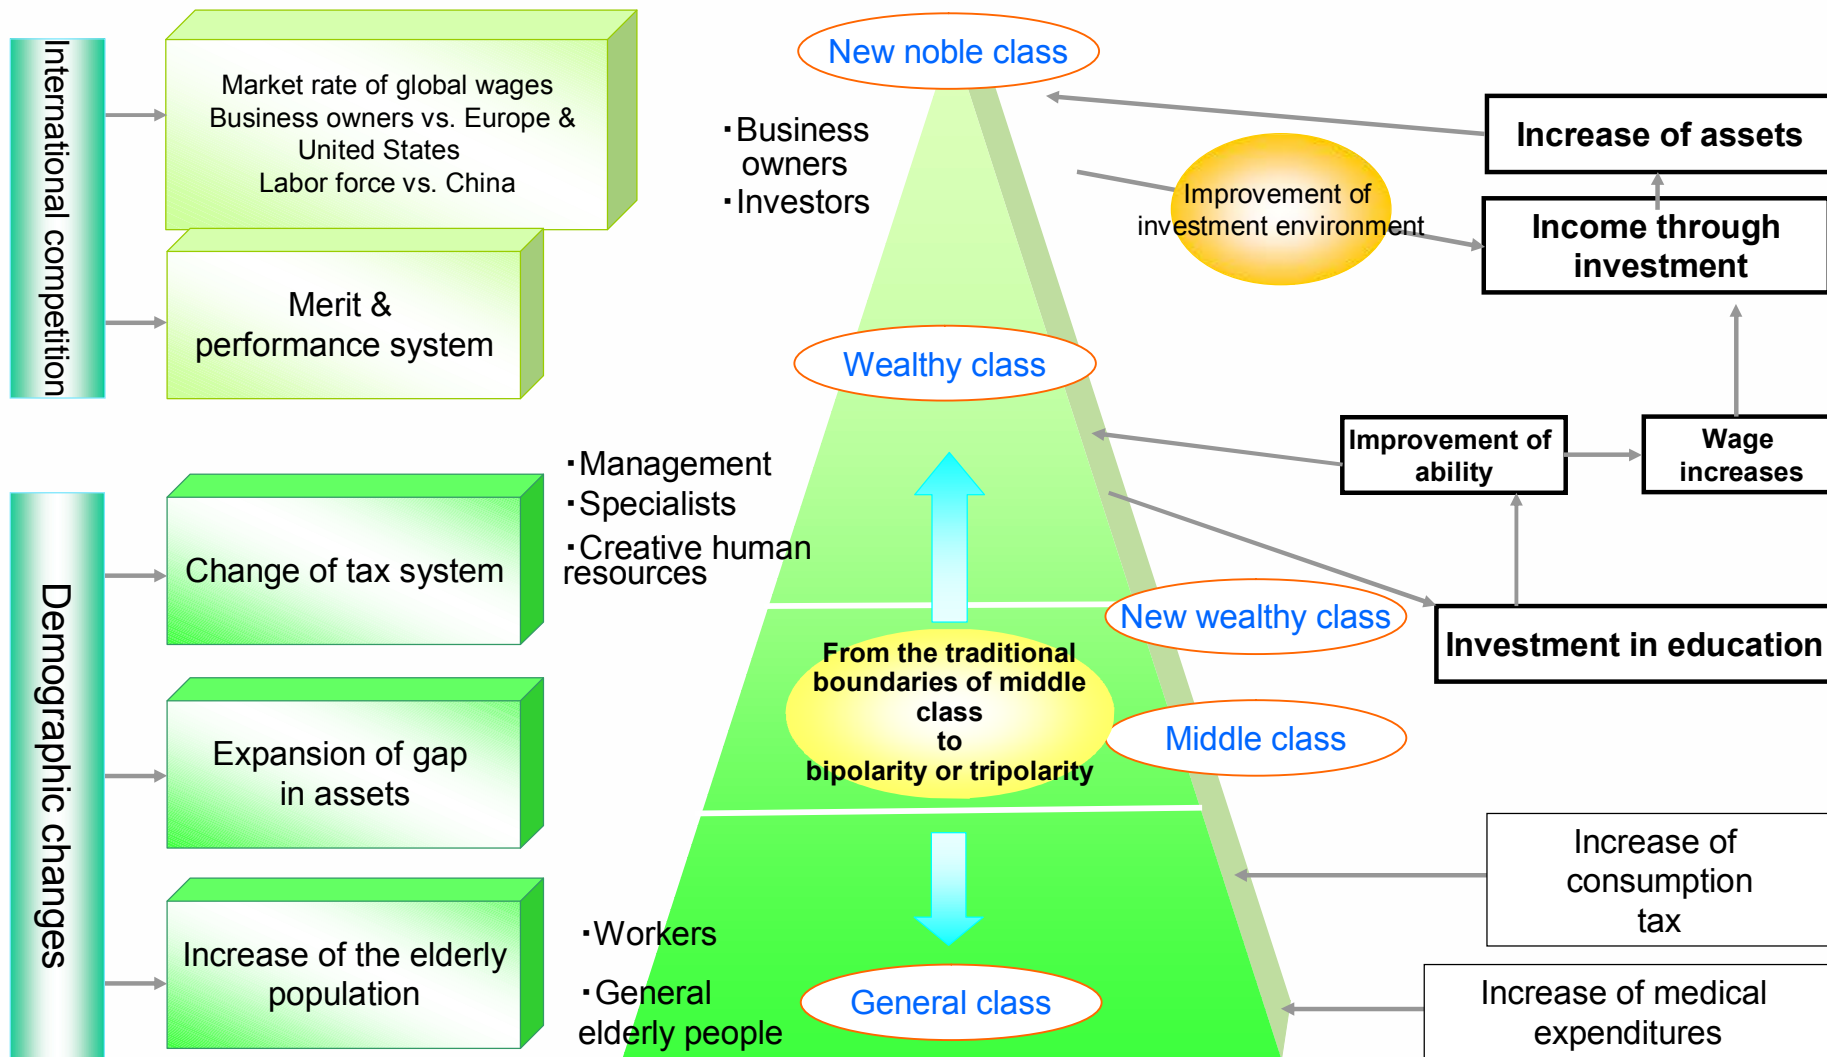 International competition
Market rate of global wages
Business owners vs. Europe &
United States
Labor force vs. China
Merit &
performance system
Demographic changes
Change of tax system
Expansion of gap
in assets
Increase of the elderly
population
New noble class
・Business
owners
・Investors
Wealthy class
・Management
・Specialists
・Creative human
resources
New wealthy class
From the traditional
boundaries of middle
class
to
bipolarity or tripolarity
Middle class
・Workers
・General
elderly people
General class
Increase of assets
Improvement of
investment environment
Income through
investment
Improvement of
ability
Wage
increases
Investment in education
Increase of
consumption
tax
Increase of medical
expenditures